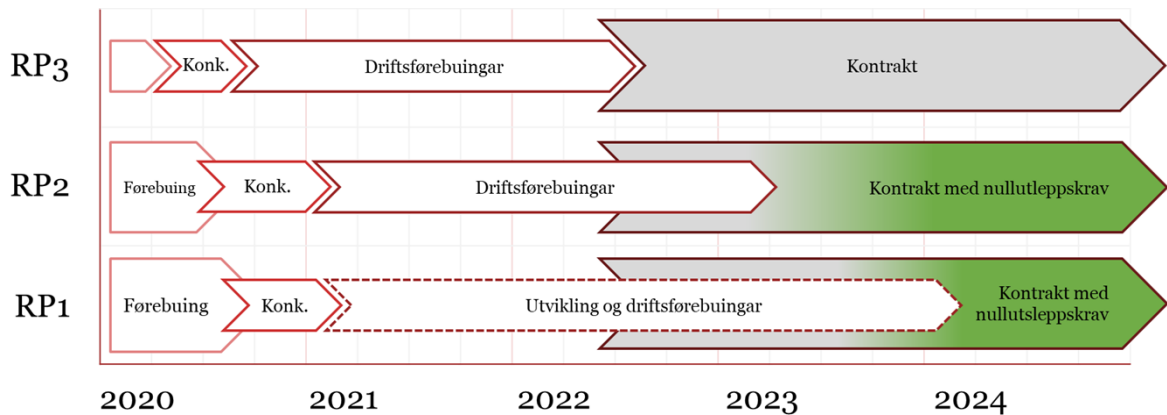 RP3
Konk.
Driftsførebuingar
Kontrakt
RP2
Førebuing
Konk.
Driftsførebuingar
Kontrakt med nullutleppskrav
RP1
Førebuing
Konk.
Utvikling og driftsførebuingar
Kontrakt med
nullutsleppskrav
2020
2021
2022
2023
2024